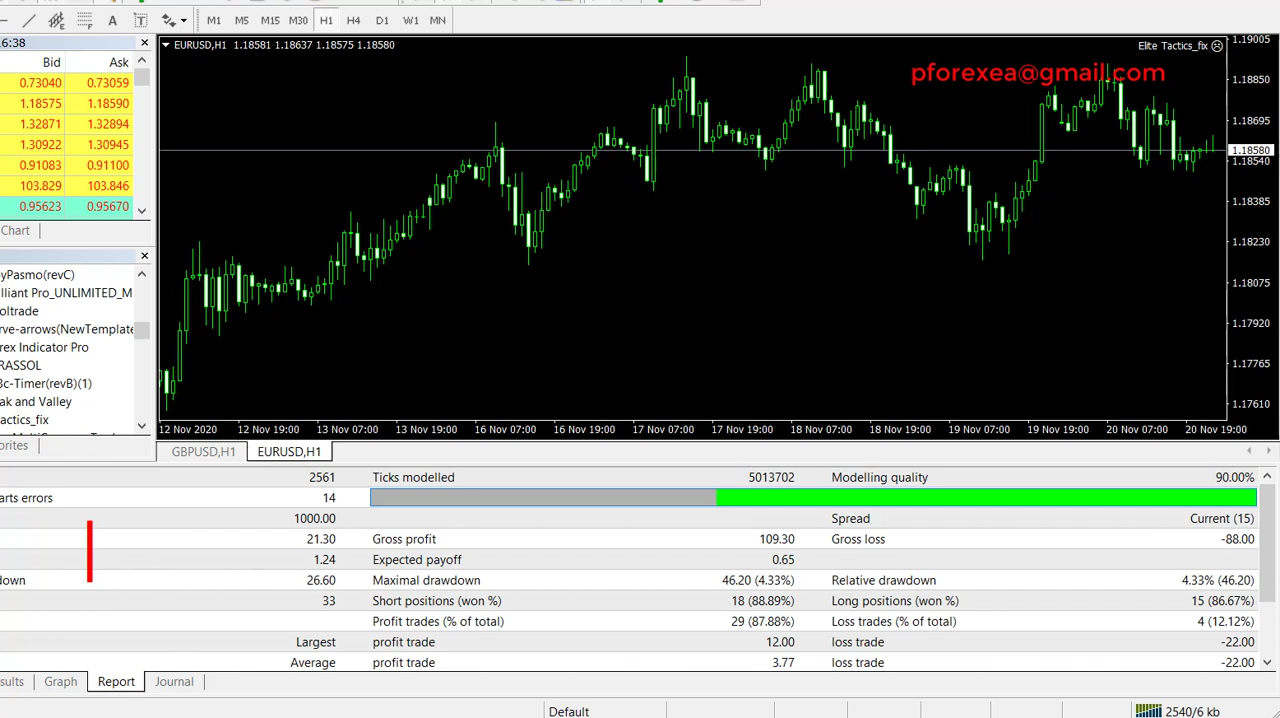 M1 M5 M15 M30 H1 H4 D1 W1 MN
6:38
Bid Ask
0.73040 0.73059
1.18575 1.18590
1.32871 1.32894
1.30922 1.30945
0.91083 0.91100
103.829 103.846
0.95623 0.95670
Chart
yPasmo(revC)
lliant Pro_UNLIMITED_M
oltrade
rve-arrows(NewTemplate
rex Indicator Pro
RASSOL
3c-Timer(revB)(1)
ak and Valley
Tactics_fix
orites
EURUSD,H1 1.18581 1.18637 1.18575 1.18580
Elite Tactics_fix
pforexea@gmail.com
1.19005
1.18850
1.18695
1.18580
1.18540
1.18385
1.18230
1.18075
1.17920
1.17765
1.17610
12 Nov 2020 12 Nov 19:00 13 Nov 07:00 13 Nov 19:00 16 Nov 07:00 16 Nov 19:00 17 Nov 07:00 17 Nov 19:00 18 Nov 07:00 18 Nov 19:00 19 Nov 07:00 19 Nov 19:00 20 Nov 07:00 20 Nov 19:00
GBPUSD,H1 EURUSD,H1
2561 Ticks modelled 5013702 Modelling quality 90.00%
arts errors 14
1000.00 Spread Current (15)
21.30 Gross profit 109.30 Gross loss -88.00
1.24 Expected payoff 0.65
down 26.60 Maximal drawdown 46.20 (4.33%) Relative drawdown 4.33% (46.20)
33 Short positions (won %) 18 (88.89%) Long positions (won %) 15 (86.67%)
Profit trades (% of total) 29 (87.88%) Loss trades (% of total) 4 (12.12%)
Largest profit trade 12.00 loss trade -22.00
Average profit trade 3.77 loss trade -22.00
sults Graph Report Journal
Default 2540/6 kb